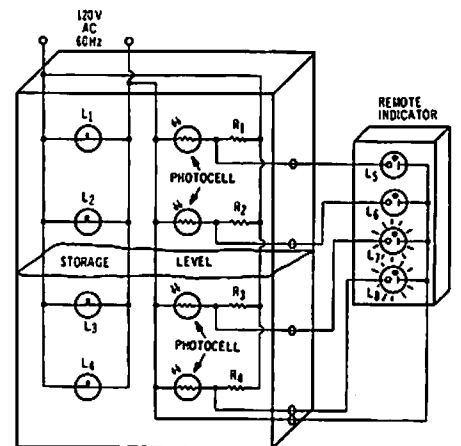 120V
AC
60Hz
REMOTE
INDICATOR
L1
R1
PHOTOCELL
L5
L2
R2
L6
STORAGE LEVEL
L7
L3
R3
L8
PHOTOCELL
L4
R4